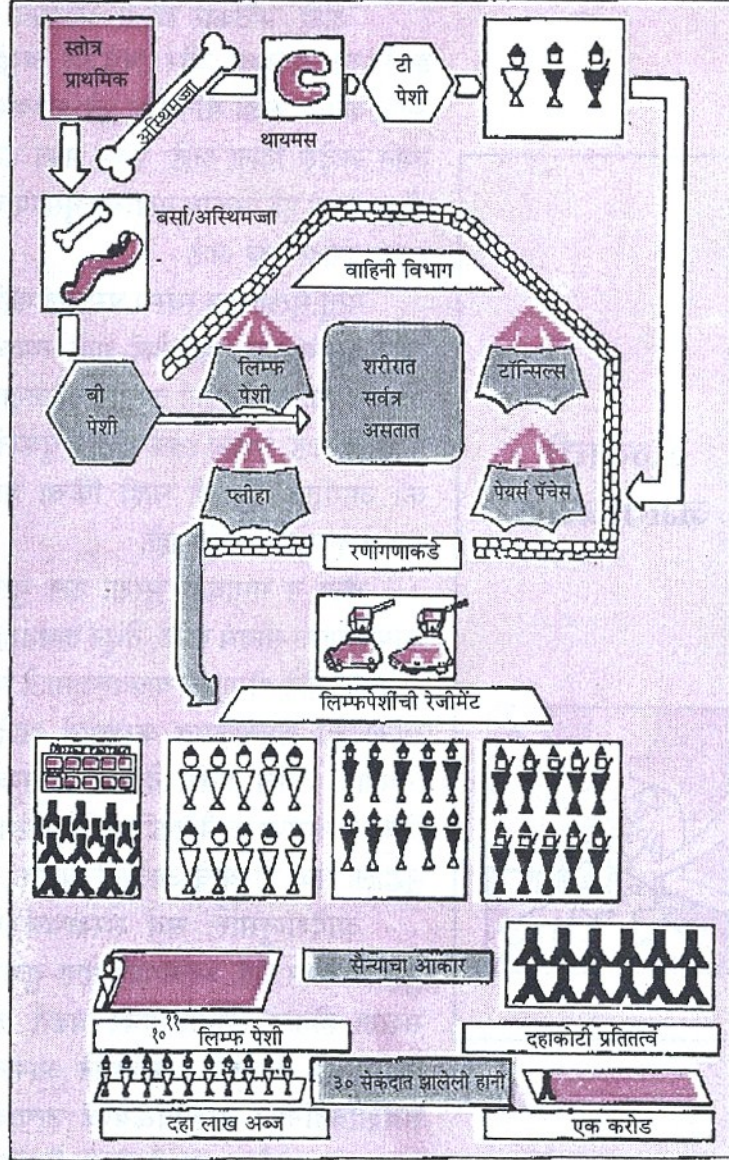 स्तोत्र
प्राथमिक
अस्थिमज्जा
थायमस
टी
पेशी
बर्सा/अस्थिमज्जा
वाहिनी विभाग
लिम्फ
पेशी
शरीरात
सर्वत्र
असतात
टॉन्सिल्स
बी
पेशी
प्लीहा
पेयर्स पॅचेस
रणांगणाकडे
लिम्फपेशींची रेजीमेंट
सैन्याचा आकार
१०¹¹ लिम्फ पेशी
दहाकोटी प्रतितत्वे
३० सेकंदात झालेली हानी
दहा लाख अब्ज
एक करोड